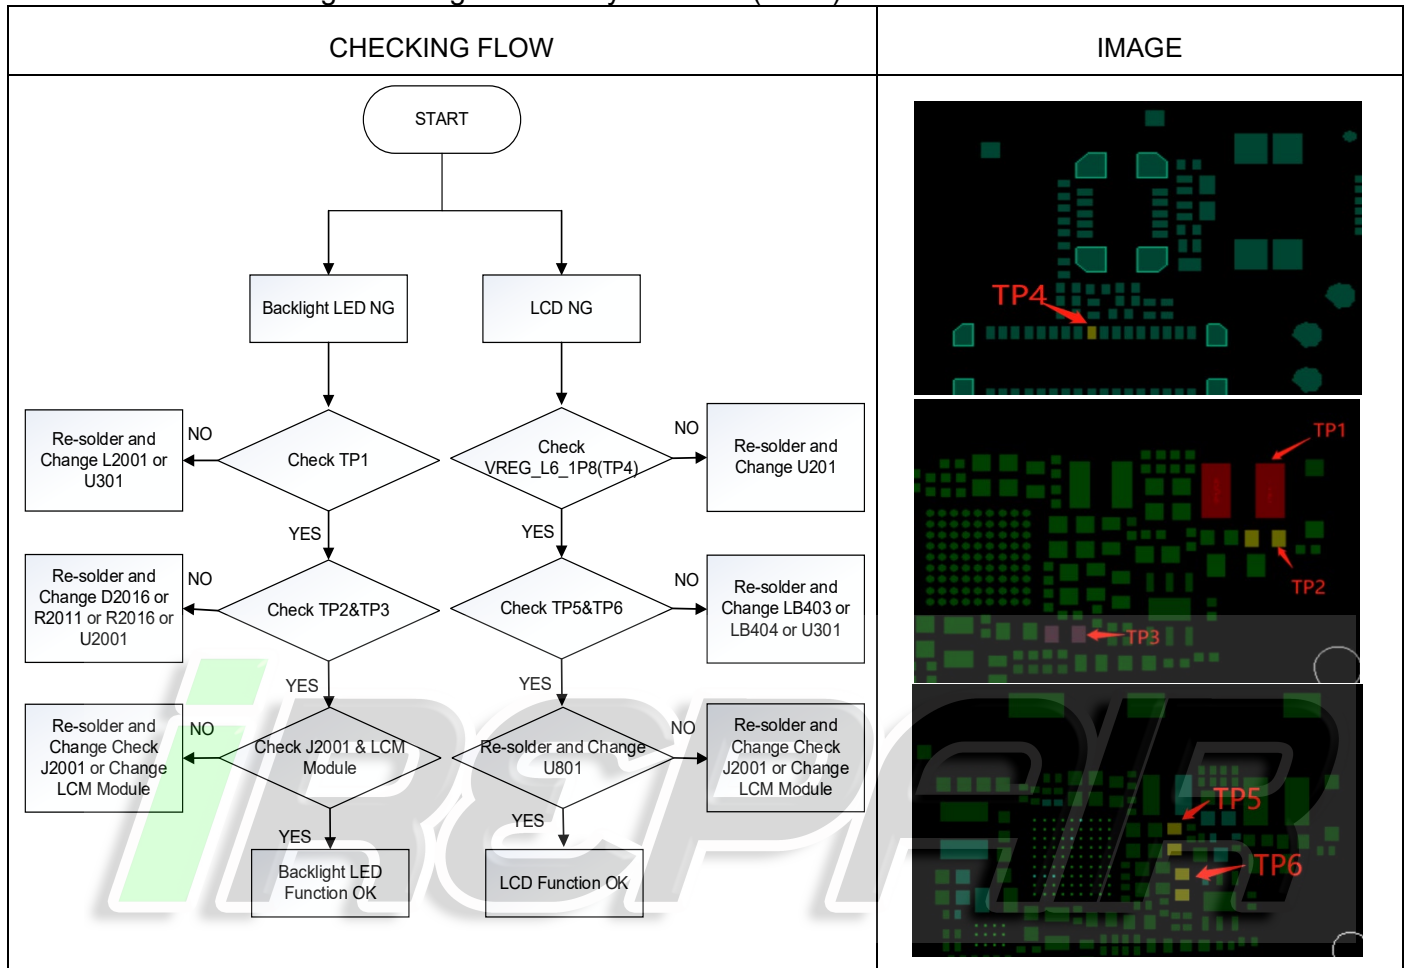 CHECKING FLOW
IMAGE
START
Backlight LED NG
LCD NG
Re-solder and
Change L2001 or
U301
NO
Check TP1
Check
VREG_L6_1P8(TP4)
NO
Re-solder and
Change U201
YES
YES
Re-solder and
Change D2016 or
R2011 or R2016 or
U2001
NO
Check TP2&TP3
Check TP5&TP6
NO
Re-solder and
Change LB403 or
LB404 or U301
YES
YES
Re-solder and
Change Check
J2001 or Change
LCM Module
NO
Check J2001 & LCM
Module
Re-solder and Change
U801
NO
Re-solder and
Change Check
J2001 or Change
LCM Module
YES
YES
Backlight LED
Function OK
LCD Function OK
TP4
TP1
TP2
TP3
TP5
TP6
iREPAIR